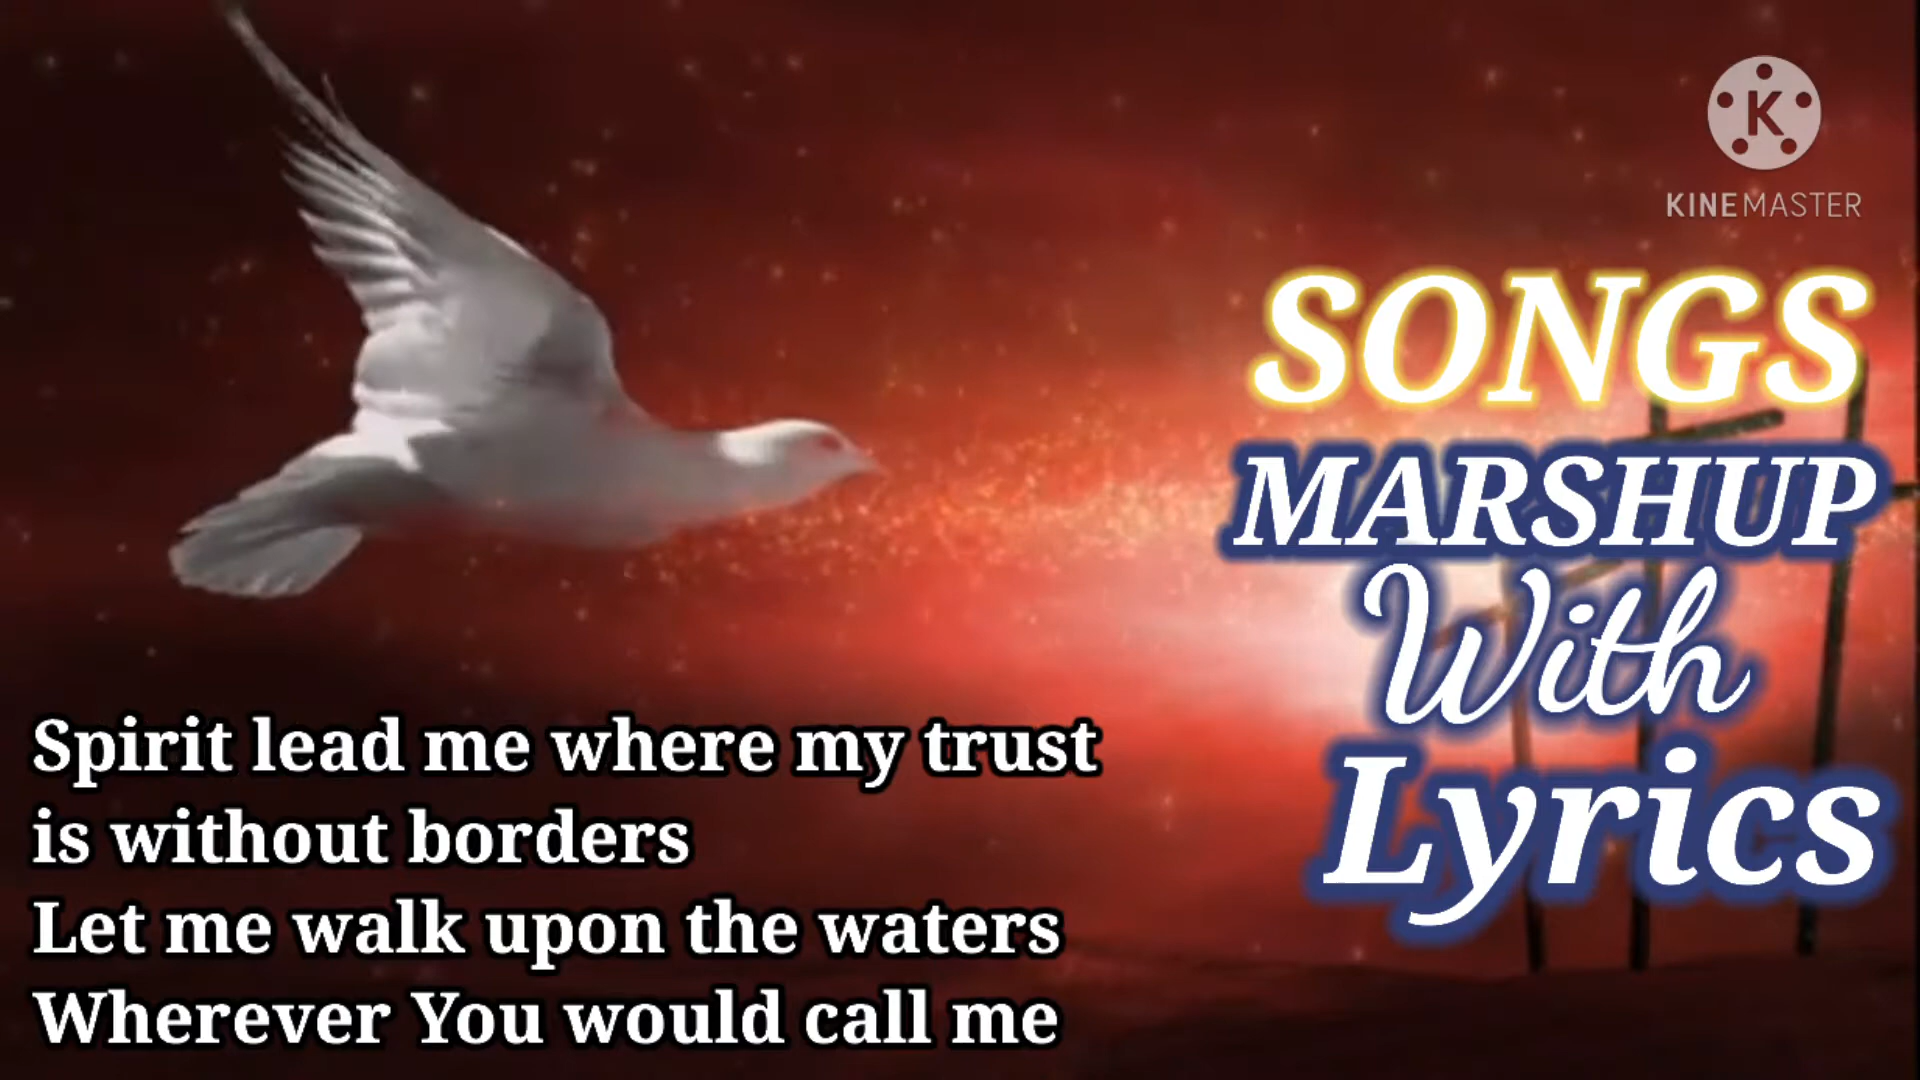 K
KINEMASTER
SONGS
MARSHUP
With
Lyrics
Spirit lead me where my trust
is without borders
Let me walk upon the waters
Wherever You would call me